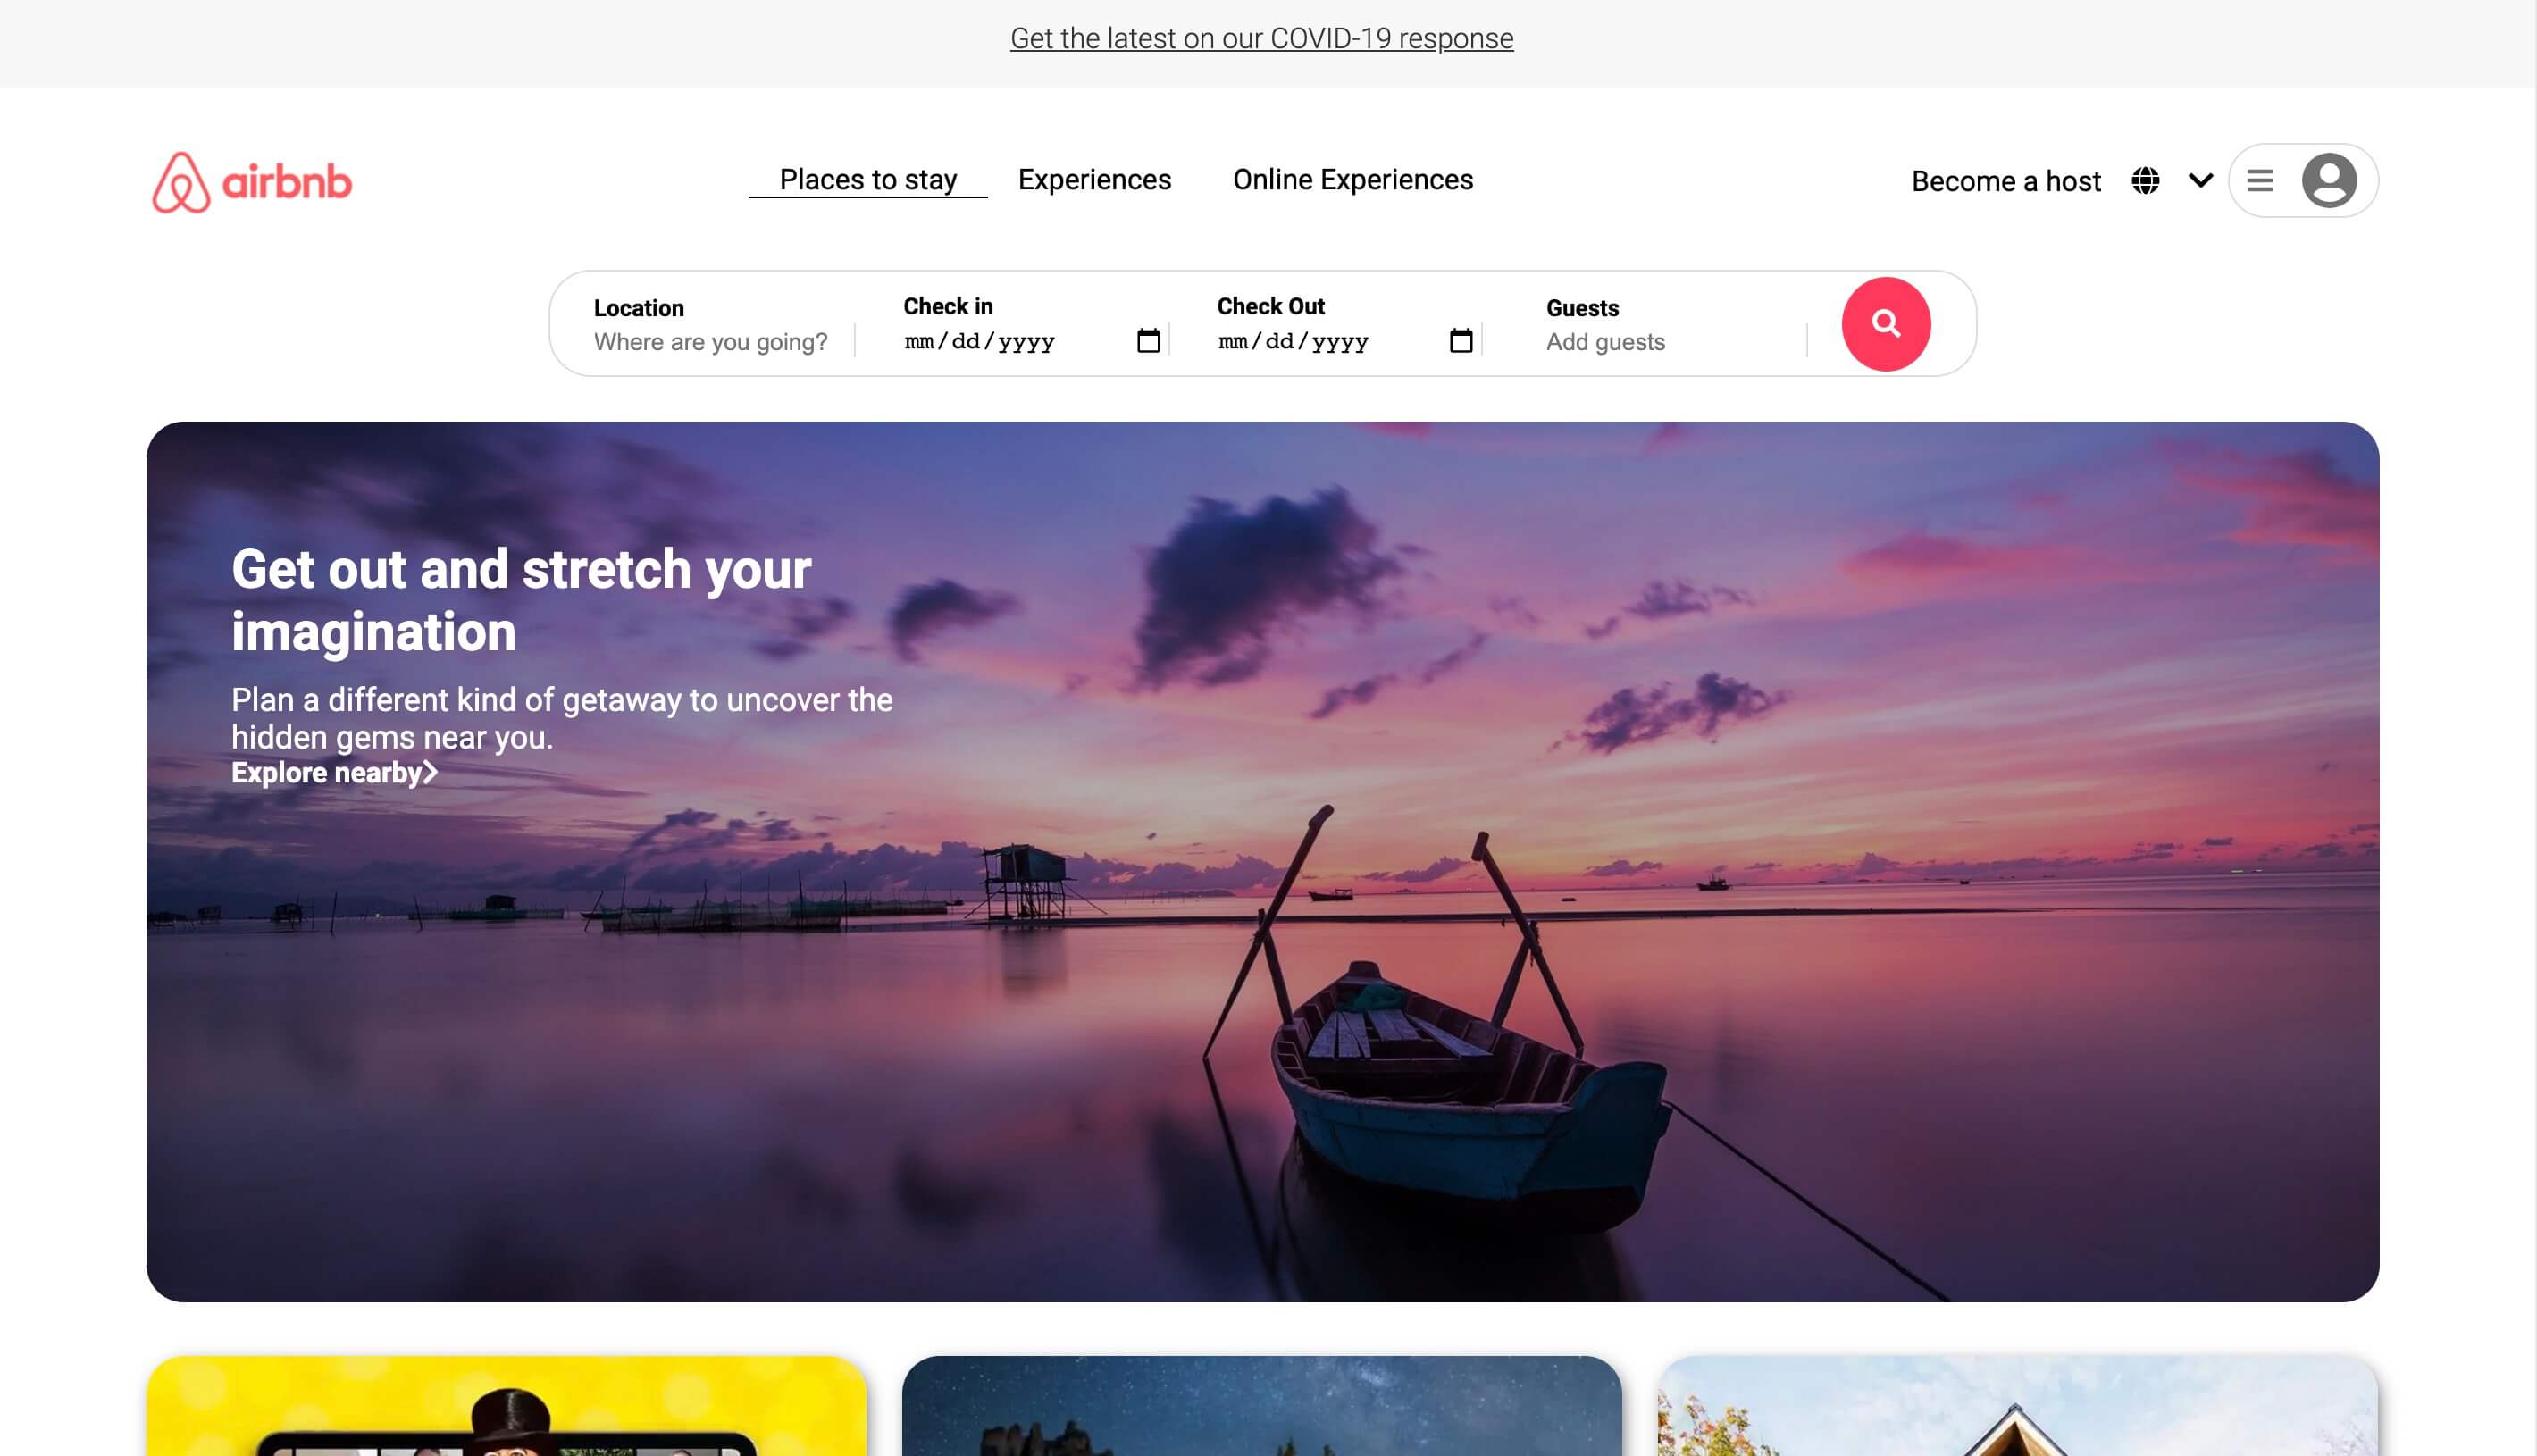 Get the latest on our COVID-19 response
airbnb
Places to stay
Experiences
Online Experiences
Become a host
Location
Where are you going?
Check in
mm/dd/yyyy
Check Out
mm/dd/yyyy
Guests
Add guests
Get out and stretch your
imagination
Plan a different kind of getaway to uncover the
hidden gems near you.
Explore nearby